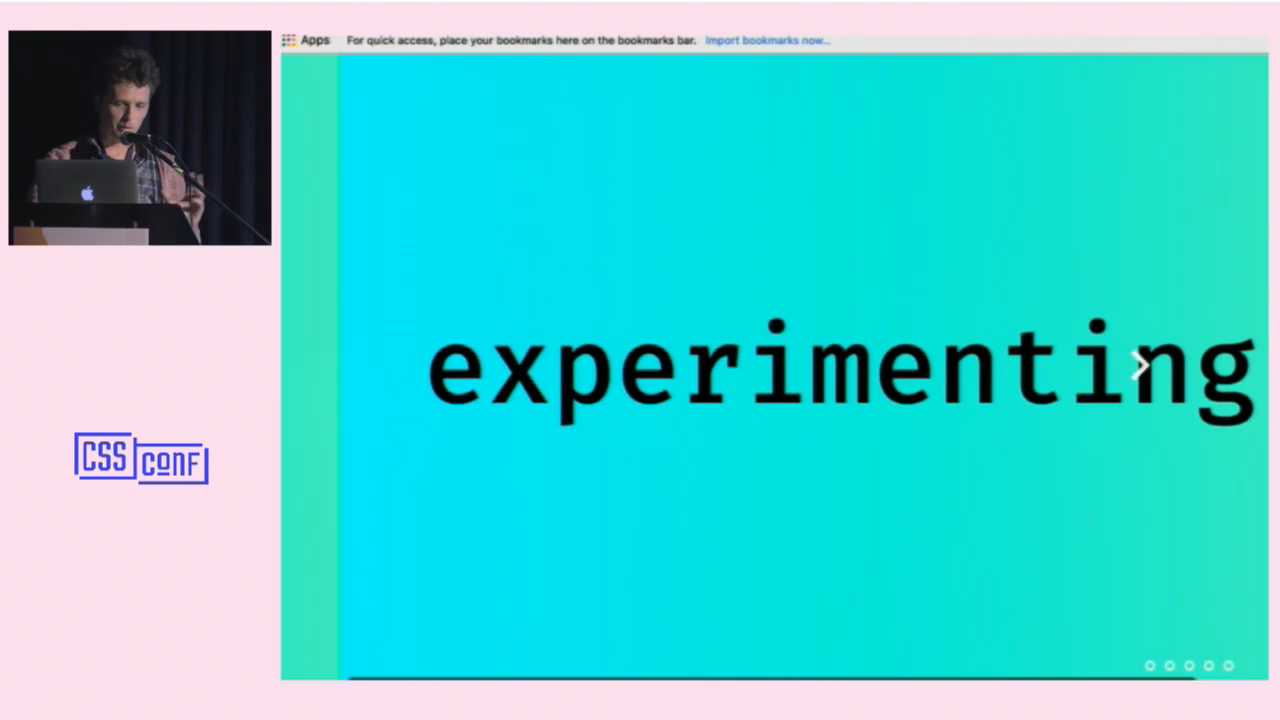 Apps For quick access, place your bookmarks here on the bookmarks bar. Import bookmarks now...
experimenting
CSS
CONF